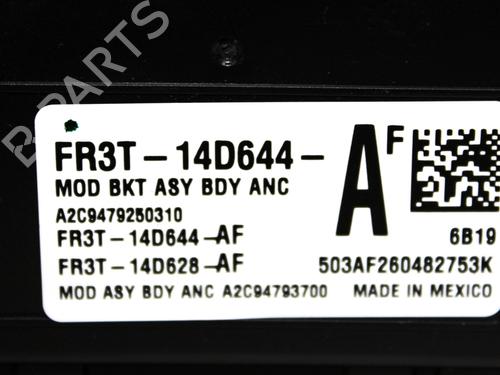 B-PARTS
FR3T-14D644- AF
MOD BKT ASY BDY ANC
A2C9479250310
FR3T-14D644-AF 6B19
FR3T-14D628-AF 503AF260482753K
MOD ASY BDY ANC A2C94793700 MADE IN MEXICO